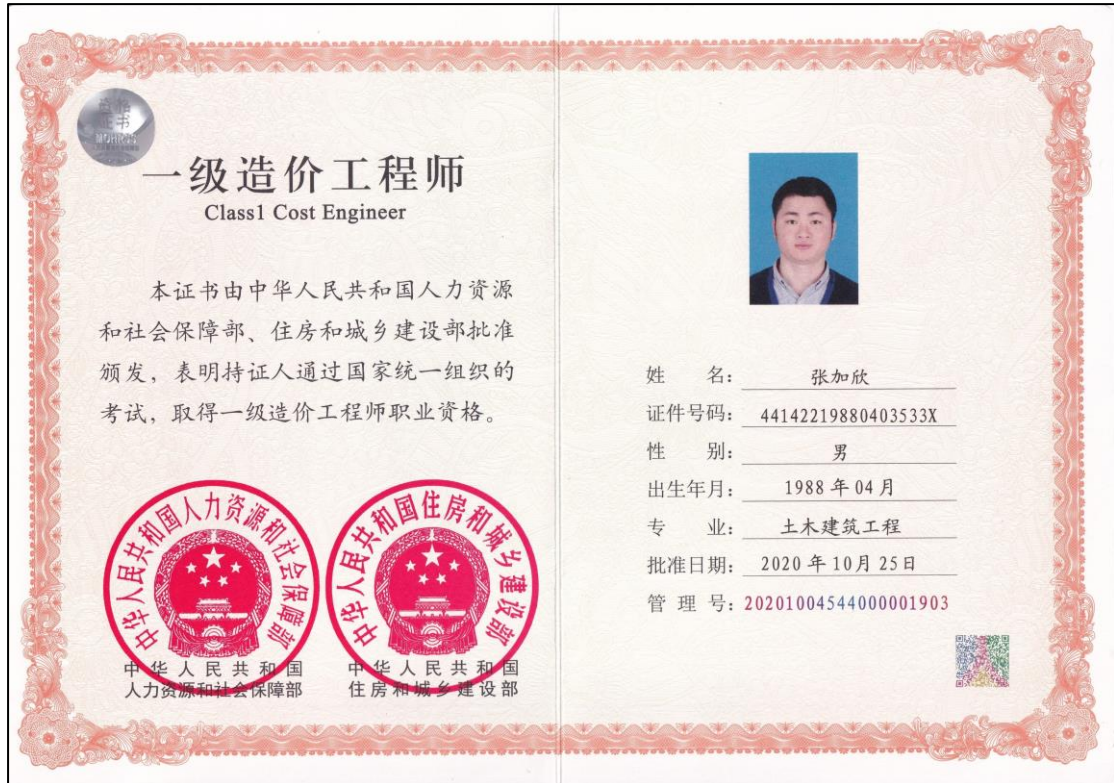 合格
证书
MOHRSS
一级造价工程师
Class1 Cost Engineer
本证书由中华人民共和国人力资源
和社会保障部、住房和城乡建设部批准
颁发，表明持证人通过国家统一组织的
考试，取得一级造价工程师职业资格。
中华人民共和国人力资源和社会保障部
中华人民共和国
人力资源和社会保障部
中华人民共和国住房和城乡建设部
中华人民共和国
住房和城乡建设部
姓 名： 张加欣
证件号码： 44142219880403533X
性 别： 男
出生年月： 1988 年 04 月
专 业： 土木建筑工程
批准日期： 2020 年 10 月 25 日
管 理 号：20201004544000001903